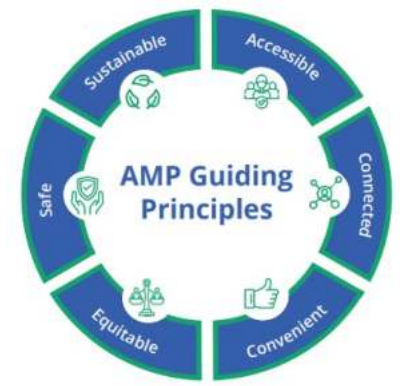 Sustainable
Accessible
Safe
AMP Guiding
Principles
Connected
Equitable
Convenient